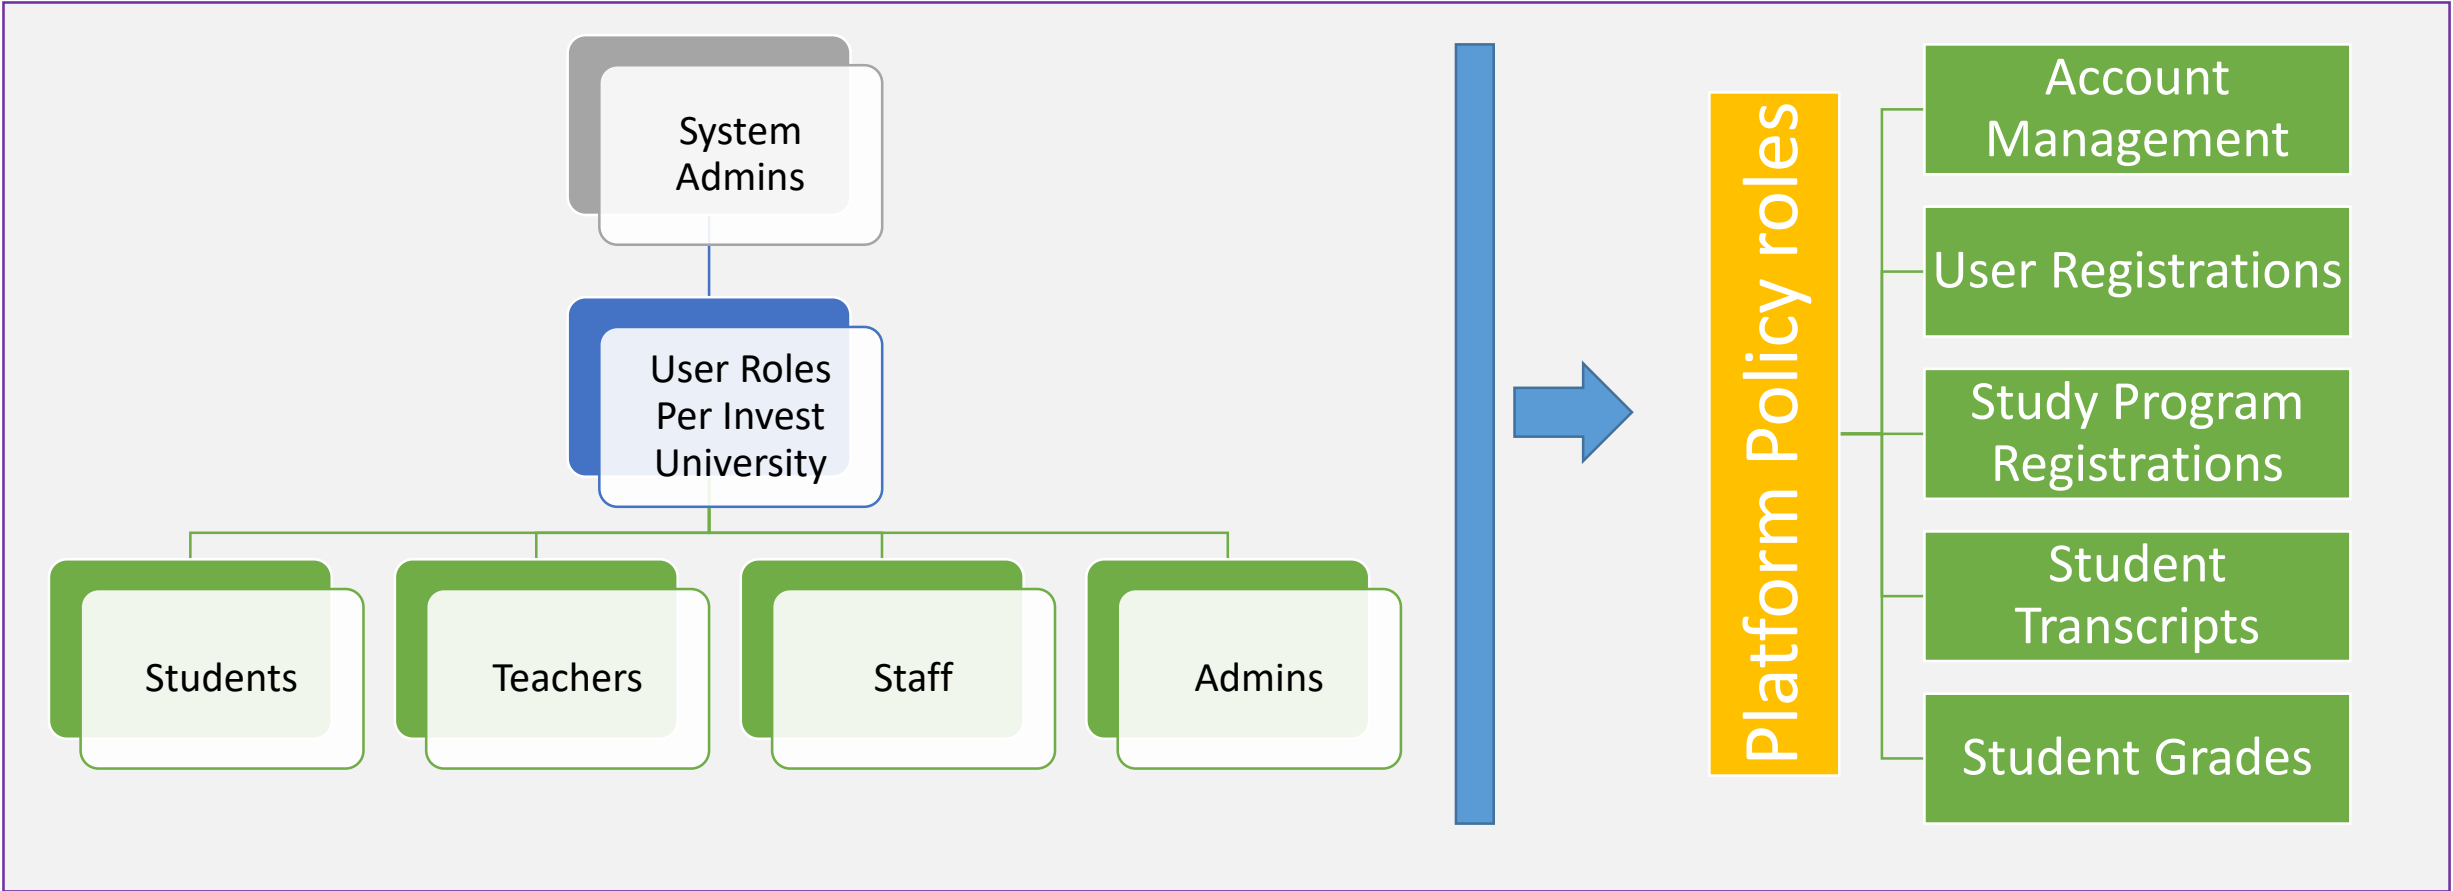 System
Admins
User Roles
Per Invest
University
Students
Teachers
Staff
Admins
Platform Policy roles
Account
Management
User Registrations
Study Program
Registrations
Student
Transcripts
Student Grades